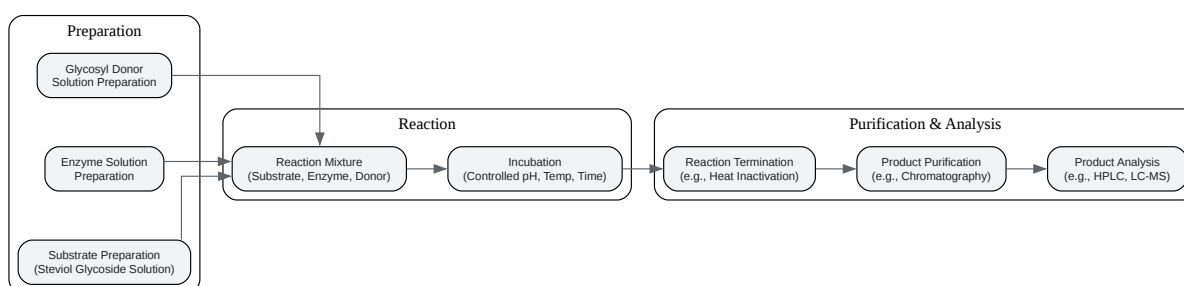 Preparation
Glycosyl Donor
Solution Preparation
Enzyme Solution
Preparation
Substrate Preparation
(Steviol Glycoside Solution)
Reaction
Reaction Mixture
(Substrate, Enzyme, Donor)
Incubation
(Controlled pH, Temp, Time)
Purification & Analysis
Reaction Termination
(e.g., Heat Inactivation)
Product Purification
(e.g., Chromatography)
Product Analysis
(e.g., HPLC, LC-MS)